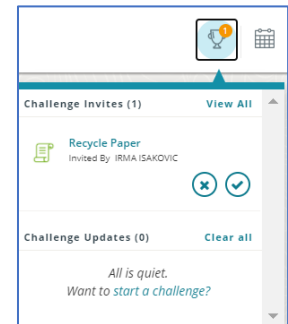 1
Challenge Invites (1) View All
Recycle Paper
Invited By IRMA ISAKOVIC
Challenge Updates (0) Clear all
All is quiet.
Want to start a challenge?